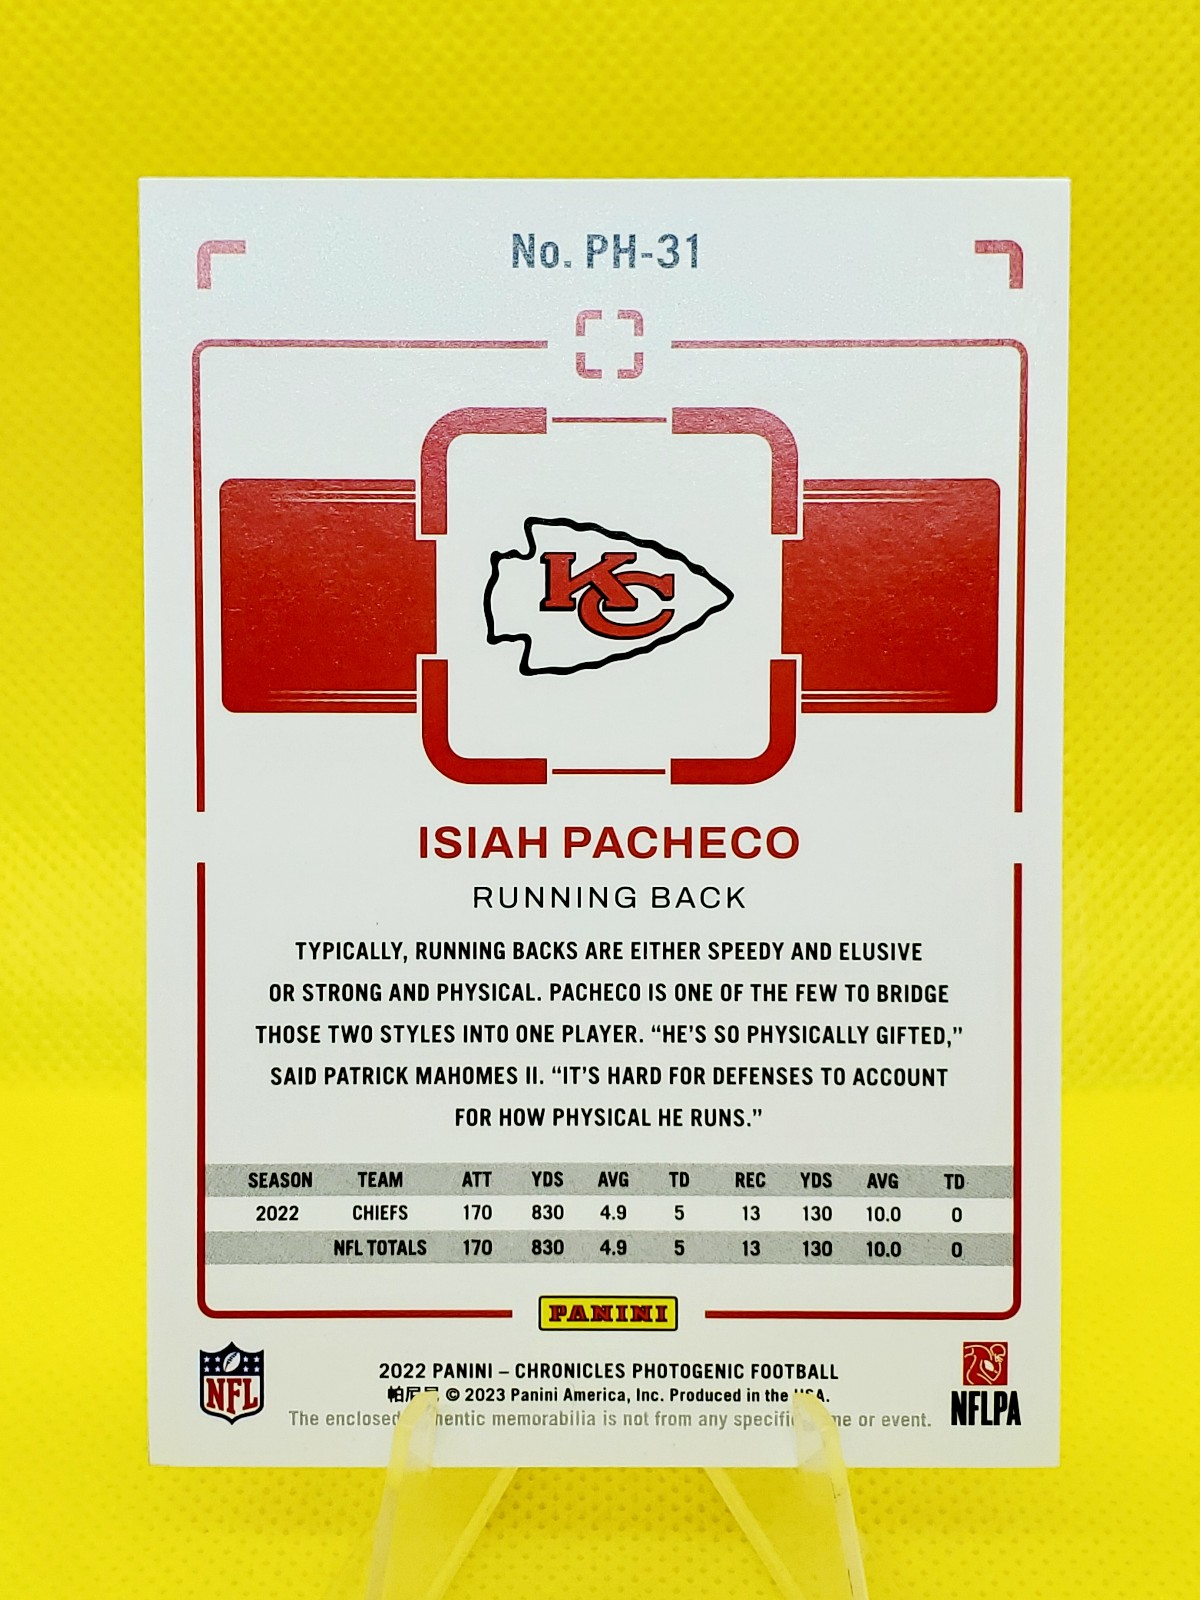 No. PH-31
KC
ISIAH PACHECO
RUNNING BACK
TYPICALLY, RUNNING BACKS ARE EITHER SPEEDY AND ELUSIVE
OR STRONG AND PHYSICAL. PACHECO IS ONE OF THE FEW TO BRIDGE
THOSE TWO STYLES INTO ONE PLAYER. “HE’S SO PHYSICALLY GIFTED,”
SAID PATRICK MAHOMES II. “IT’S HARD FOR DEFENSES TO ACCOUNT
FOR HOW PHYSICAL HE RUNS.”
SEASON TEAM ATT YDS AVG TD REC YDS AVG TD
2022 CHIEFS 170 830 4.9 5 13 130 10.0 0
NFL TOTALS 170 830 4.9 5 13 130 10.0 0
PANINI
NFL
2022 PANINI – CHRONICLES PHOTOGENIC FOOTBALL
帕尼 © 2023 Panini America, Inc. Produced in the
The enclosed memorabilia is not from any or event.
NFLPA